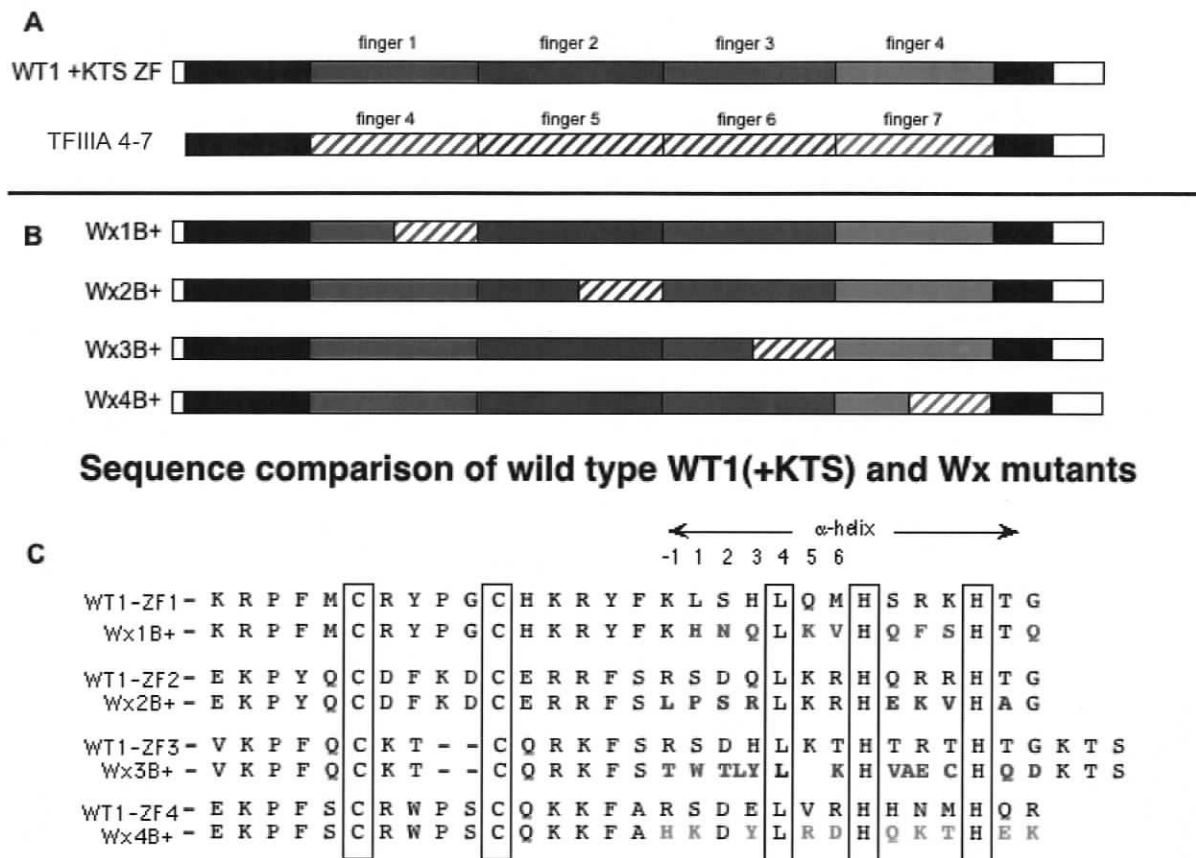 A
finger 1 finger 2 finger 3 finger 4
WT1 +KTS ZF
finger 4 finger 5 finger 6 finger 7
TFIIIA 4-7
B
Wx1B+
Wx2B+
Wx3B+
Wx4B+
Sequence comparison of wild type WT1(+KTS) and Wx mutants
α-helix
C
-1 1 2 3 4 5 6
WT1-ZF1 - K R P F M C R Y P G C H K R Y F K L S H L Q M H S R K H T G
Wx1B+ - K R P F M C R Y P G C H K R Y F K H N Q L K V H Q F S H T Q
WT1-ZF2 - E K P Y Q C D F K D C E R R F S R S D Q L K R H Q R R H T G
Wx2B+ - E K P Y Q C D F K D C E R R F S L P S R L K R H E K V H A G
WT1-ZF3 - V K P F Q C K T - - C Q R K F S R S D H L K T H T R T H T G K T S
Wx3B+ - V K P F Q C K T - - C Q R K F S T W TLY L K H VAE C H Q D K T S
WT1-ZF4 - E K P F S C R W P S C Q K K F A R S D E L V R H H N M H Q R
Wx4B+ - E K P F S C R W P S C Q K K F A H K D Y L R D H Q K T H E K